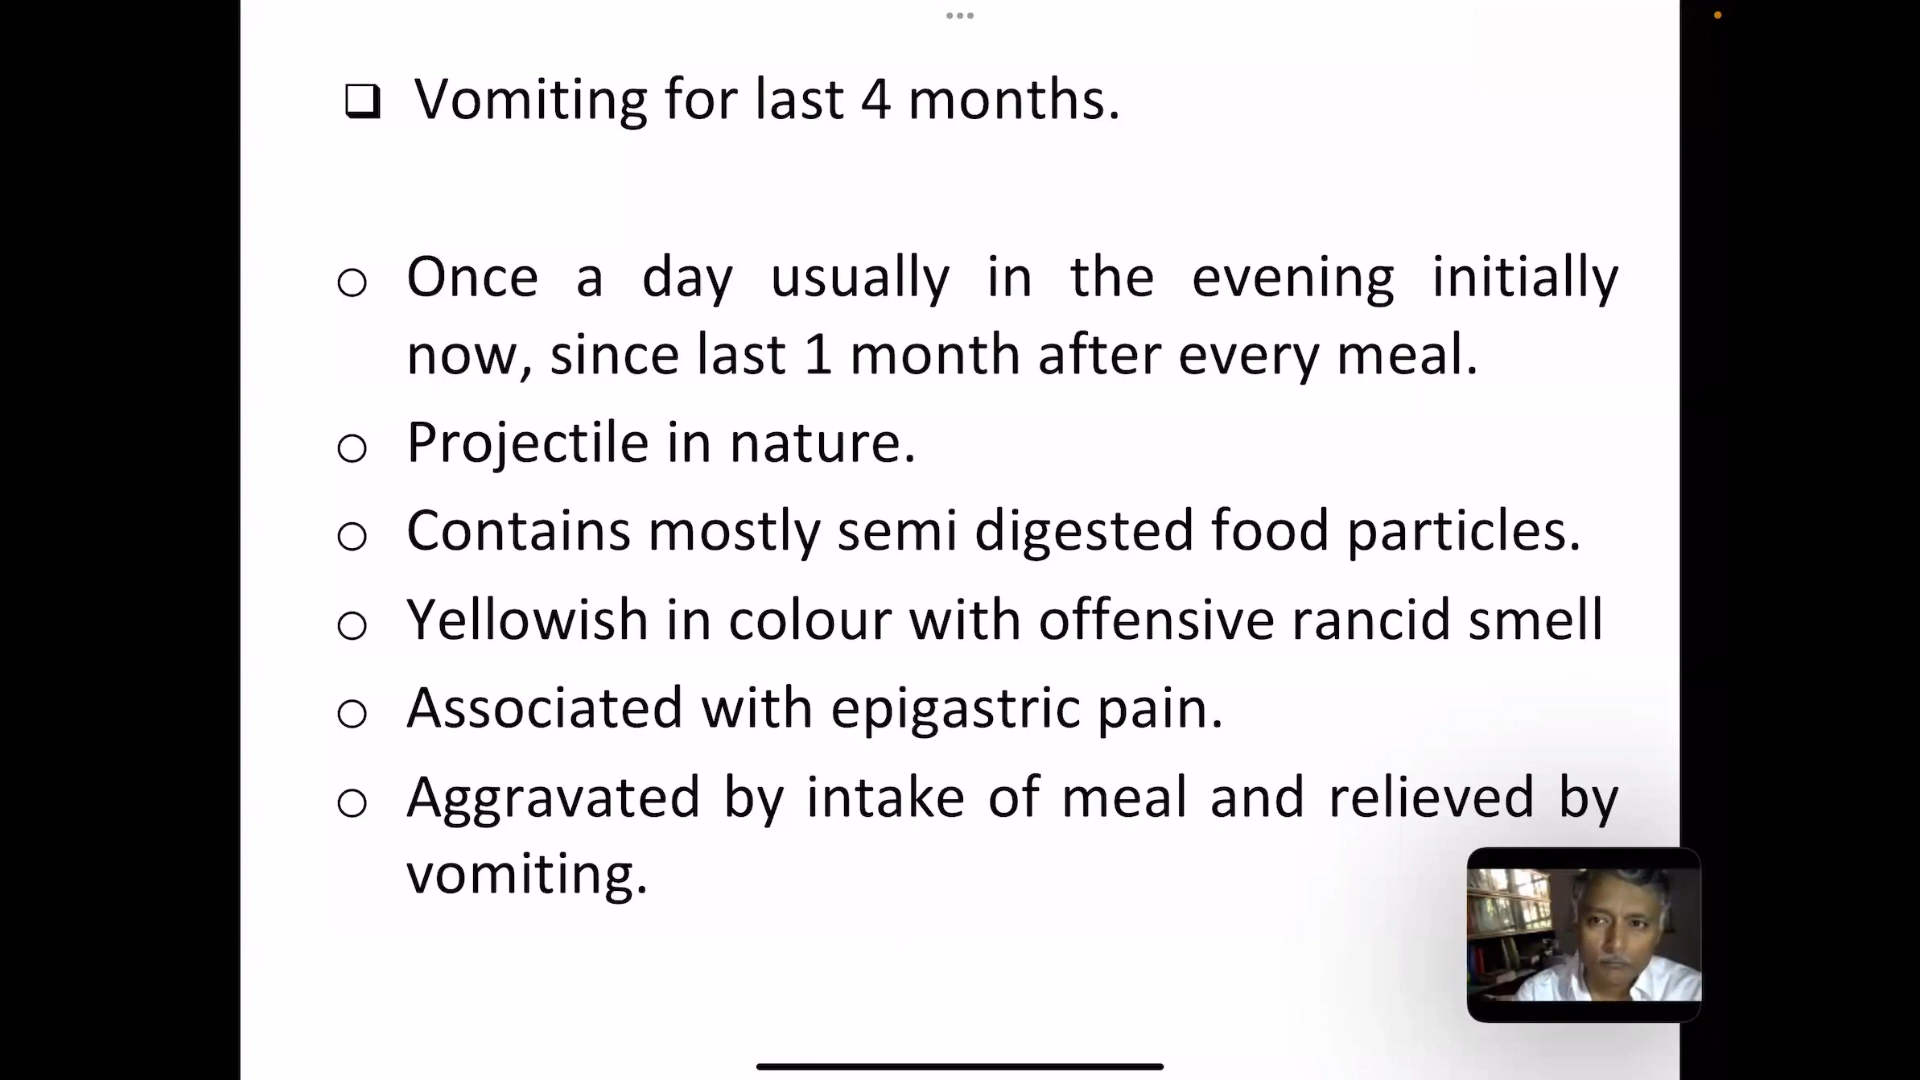 Vomiting for last 4 months.
Once a day usually in the evening initially
now, since last 1 month after every meal.
Projectile in nature.
Contains mostly semi digested food particles.
Yellowish in colour with offensive rancid smell
Associated with epigastric pain.
Aggravated by intake of meal and relieved by
vomiting.